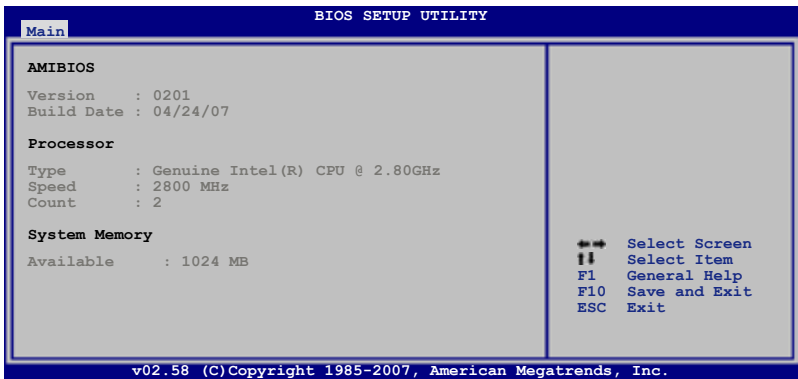 BIOS SETUP UTILITY
Main
AMIBIOS
Version : 0201
Build Date : 04/24/07
Processor
Type : Genuine Intel(R) CPU @ 2.80GHz
Speed : 2800 MHz
Count : 2
System Memory
Available : 1024 MB
←→ Select Screen
↑↓ Select Item
F1 General Help
F10 Save and Exit
ESC Exit
v02.58 (C)Copyright 1985-2007, American Megatrends, Inc.